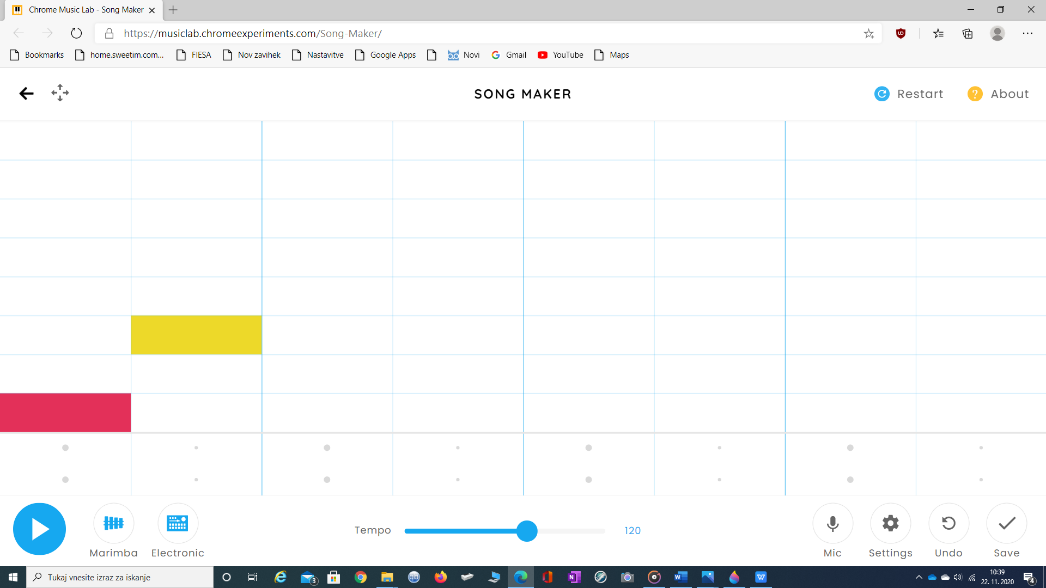 Chrome Music Lab - Song Maker
https://musiclab.chromeexperiments.com/Song-Maker/
Bookmarks home.sweetim.com... FIESA Nov zavihek Nastavitve Google Apps Novi Gmail YouTube Maps
SONG MAKER
Restart
About
Marimba
Electronic
Tempo
120
Mic
Settings
Undo
Save
Tukaj vnesite izraz za iskanje
10:39
22. 11. 2020